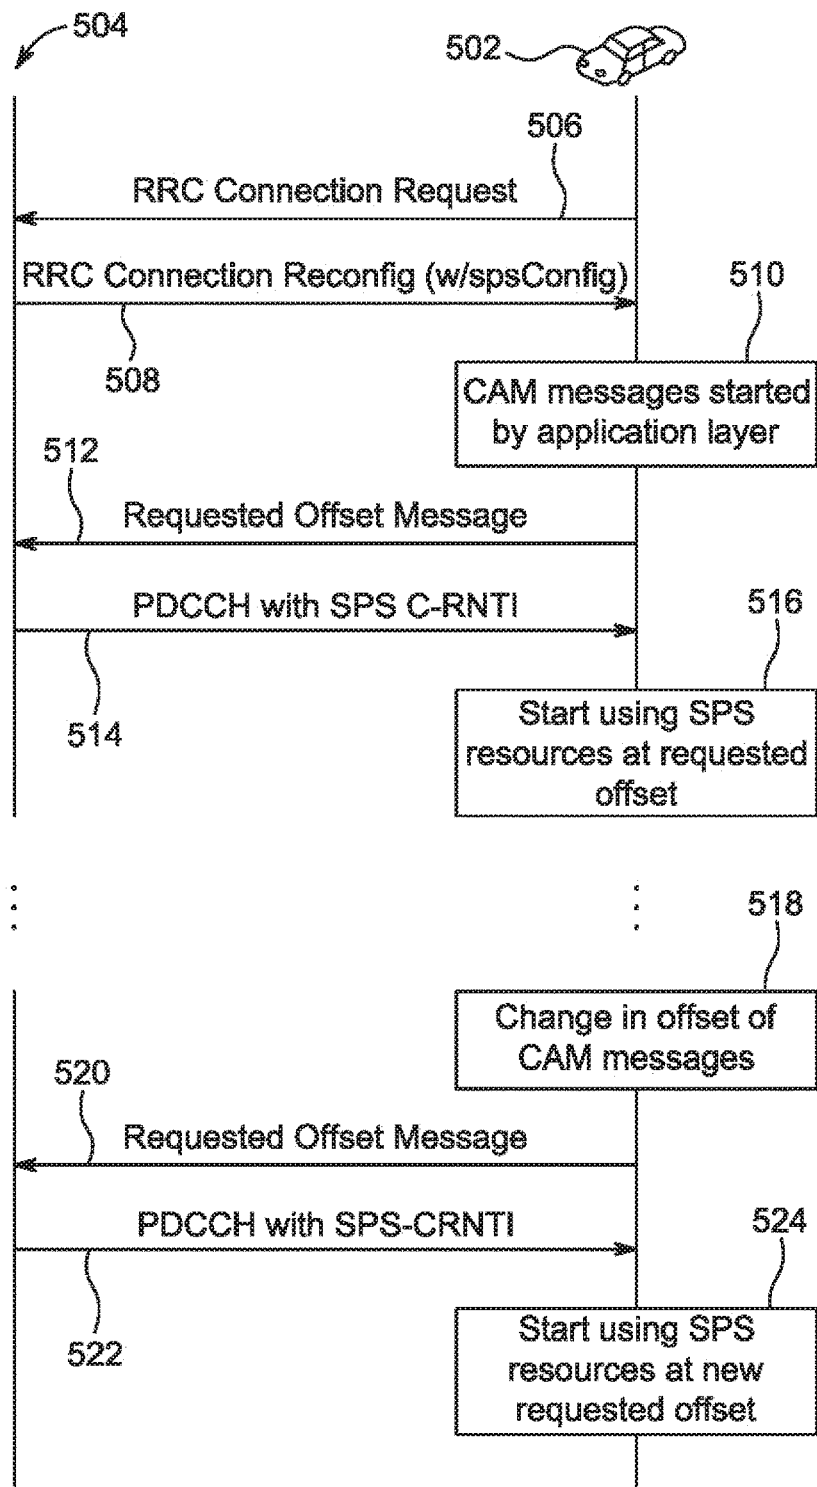 504
502
506
RRC Connection Request
RRC Connection Reconfig (w/spsConfig)
508
510
CAM messages started
by application layer
512
Requested Offset Message
PDCCH with SPS C-RNTI
514
516
Start using SPS
resources at requested
offset
518
Change in offset of
CAM messages
520
Requested Offset Message
PDCCH with SPS-CRNTI
522
524
Start using SPS
resources at new
requested offset